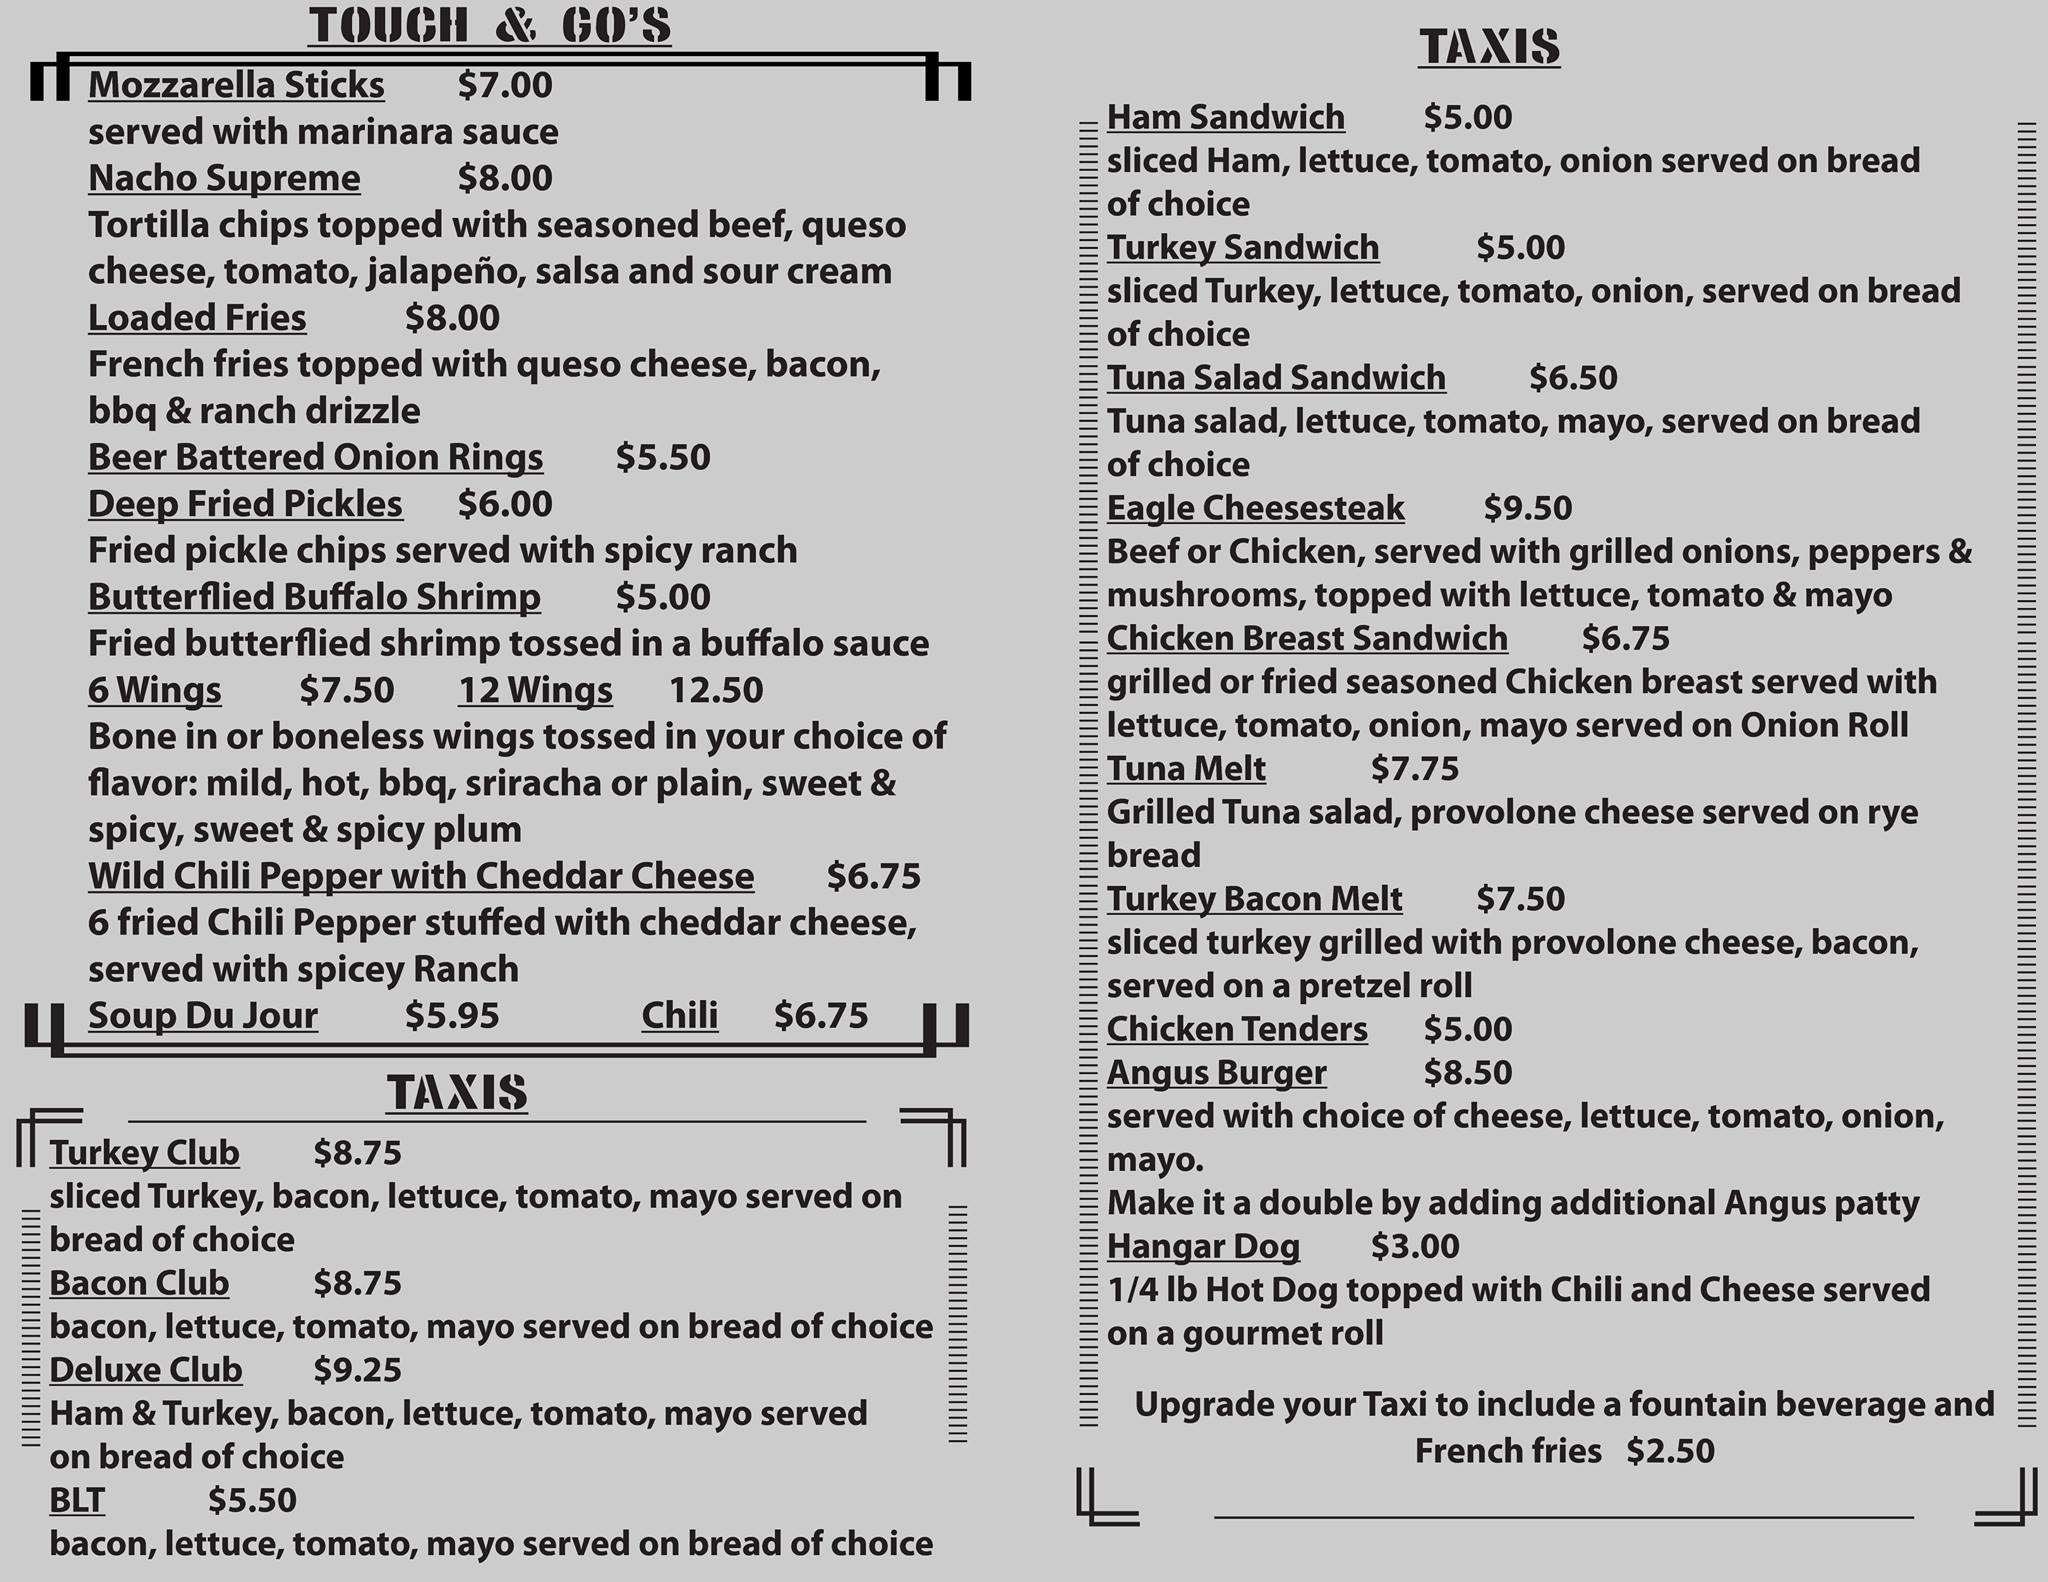 TOUCH & GO'S
Mozzarella Sticks $7.00
served with marinara sauce
Nacho Supreme $8.00
Tortilla chips topped with seasoned beef, queso
cheese, tomato, jalapeño, salsa and sour cream
Loaded Fries $8.00
French fries topped with queso cheese, bacon,
bbq & ranch drizzle
Beer Battered Onion Rings $5.50
Deep Fried Pickles $6.00
Fried pickle chips served with spicy ranch
Butterflied Buffalo Shrimp $5.00
Fried butterflied shrimp tossed in a buffalo sauce
6 Wings $7.50 12 Wings 12.50
Bone in or boneless wings tossed in your choice of
flavor: mild, hot, bbq, sriracha or plain, sweet &
spicy, sweet & spicy plum
Wild Chili Pepper with Cheddar Cheese $6.75
6 fried Chili Pepper stuffed with cheddar cheese,
served with spicey Ranch
Soup Du Jour $5.95 Chili $6.75
TAXIS
Turkey Club $8.75
sliced Turkey, bacon, lettuce, tomato, mayo served on
bread of choice
Bacon Club $8.75
bacon, lettuce, tomato, mayo served on bread of choice
Deluxe Club $9.25
Ham & Turkey, bacon, lettuce, tomato, mayo served
on bread of choice
BLT $5.50
bacon, lettuce, tomato, mayo served on bread of choice
TAXIS
Ham Sandwich $5.00
sliced Ham, lettuce, tomato, onion served on bread
of choice
Turkey Sandwich $5.00
sliced Turkey, lettuce, tomato, onion, served on bread
of choice
Tuna Salad Sandwich $6.50
Tuna salad, lettuce, tomato, mayo, served on bread
of choice
Eagle Cheesesteak $9.50
Beef or Chicken, served with grilled onions, peppers &
mushrooms, topped with lettuce, tomato & mayo
Chicken Breast Sandwich $6.75
grilled or fried seasoned Chicken breast served with
lettuce, tomato, onion, mayo served on Onion Roll
Tuna Melt $7.75
Grilled Tuna salad, provolone cheese served on rye
bread
Turkey Bacon Melt $7.50
sliced turkey grilled with provolone cheese, bacon,
served on a pretzel roll
Chicken Tenders $5.00
Angus Burger $8.50
served with choice of cheese, lettuce, tomato, onion,
mayo.
Make it a double by adding additional Angus patty
Hangar Dog $3.00
1/4 lb Hot Dog topped with Chili and Cheese served
on a gourmet roll
Upgrade your Taxi to include a fountain beverage and
French fries $2.50